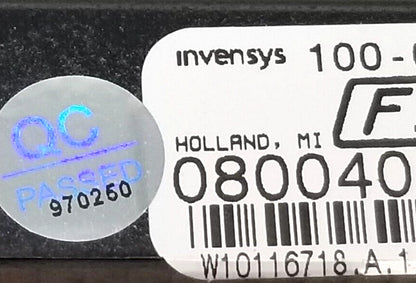 QC
PASSED
970260
invensys 100-
HOLLAND, MI
F
080040
W10116718.A.1